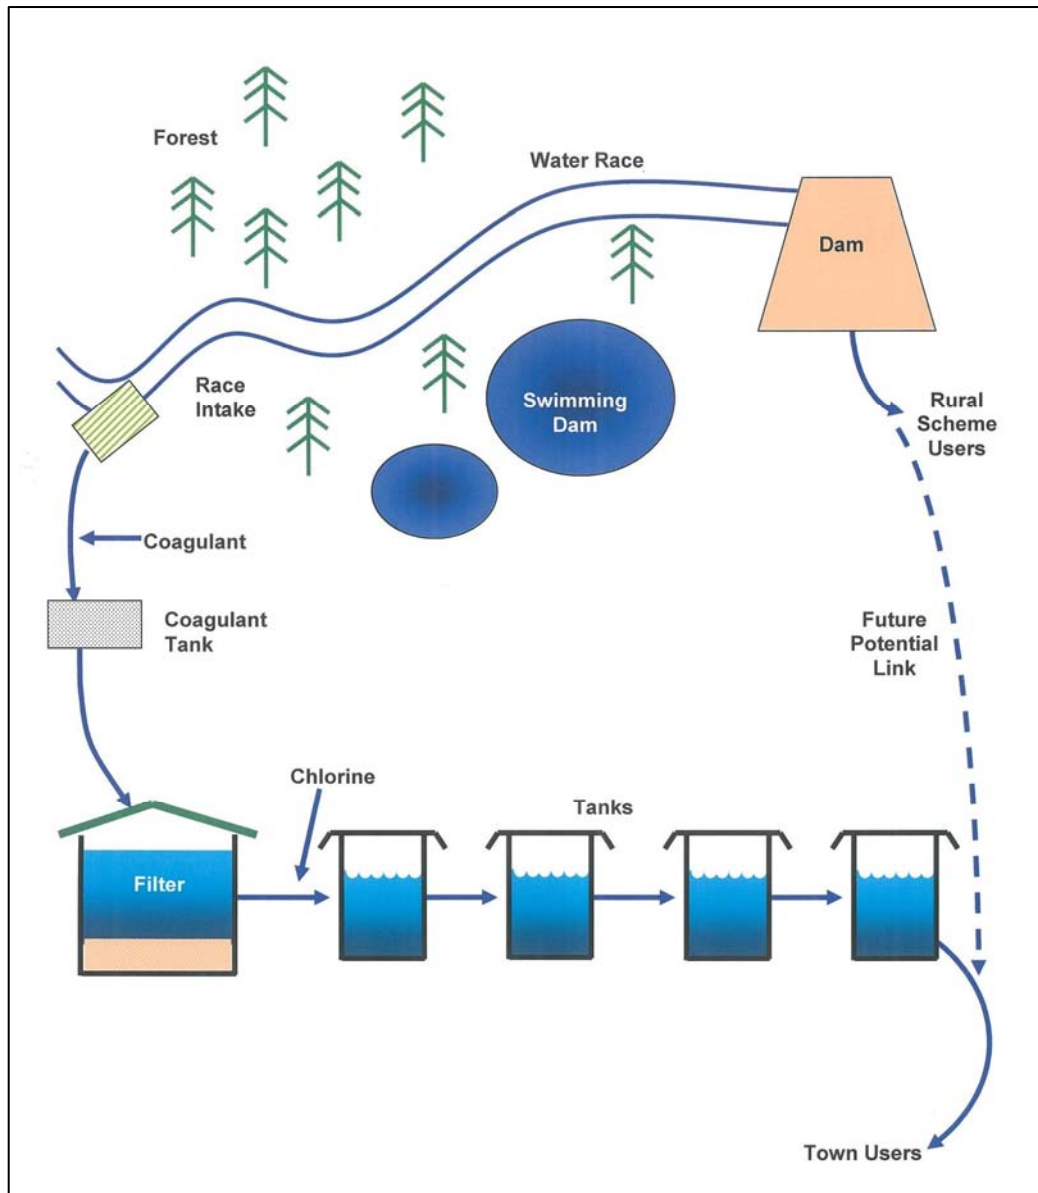 Forest
Water Race
Dam
Race
Intake
Swimming
Dam
Rural
Scheme
Users
Coagulant
Coagulant
Tank
Future
Potential
Link
Chlorine
Tanks
Filter
Town Users